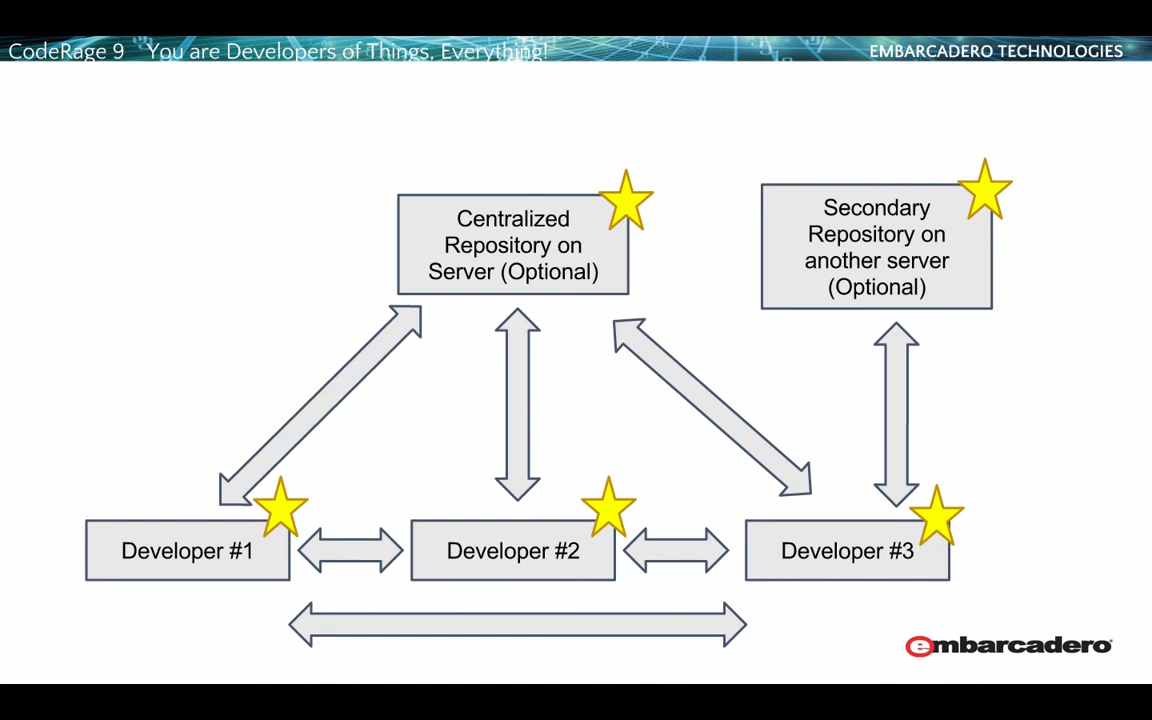 CodeRage 9 You are Developers of Things, Everything!
EMBARCADERO TECHNOLOGIES
Centralized
Repository on
Server (Optional)
Secondary
Repository on
another server
(Optional)
Developer #1
Developer #2
Developer #3
embarcadero